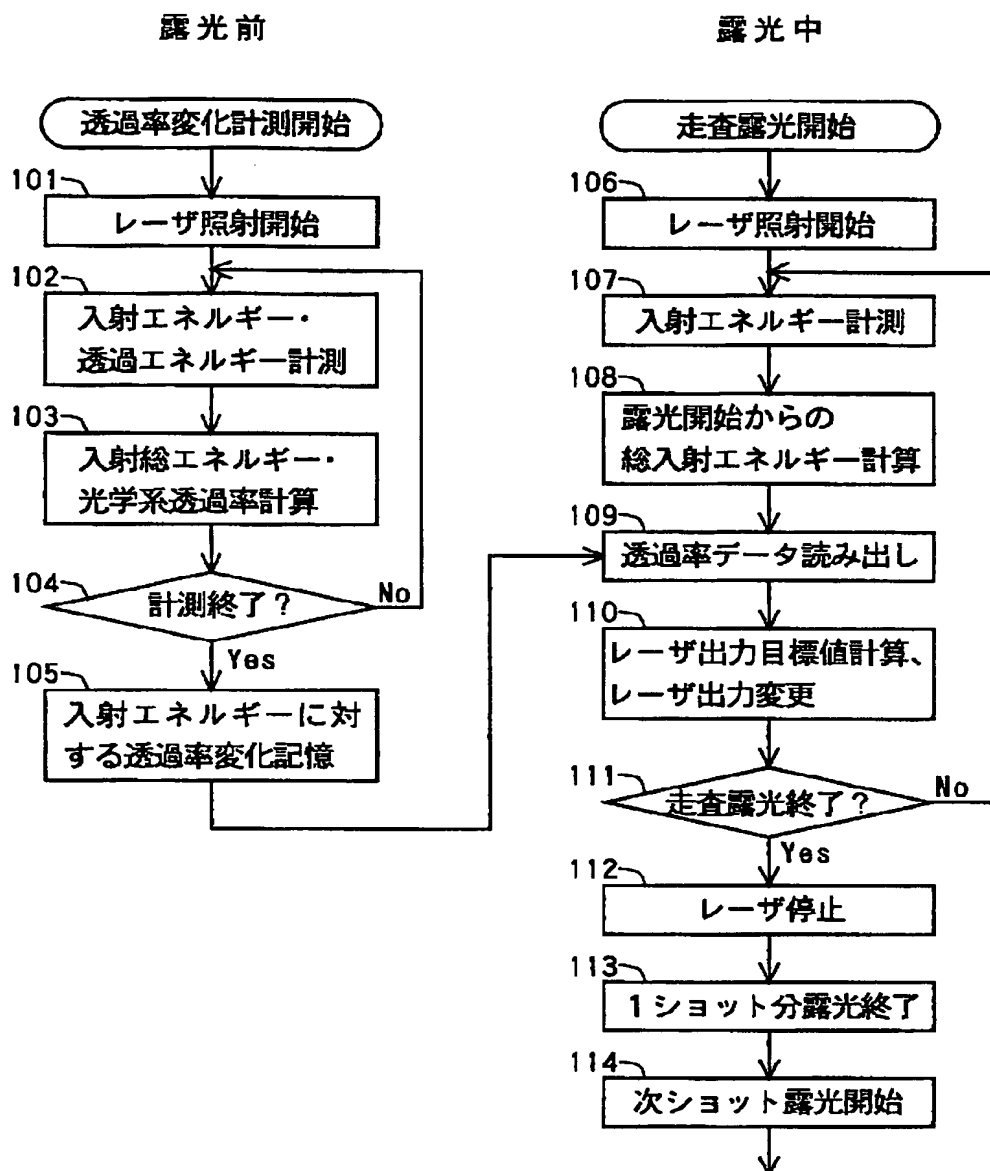 露光前
透過率変化計測開始
101
レーザ照射開始
102
入射エネルギー・
透過エネルギー計測
103
入射総エネルギー・
光学系透過率計算
104
計測終了？
No
Yes
105
入射エネルギーに対
する透過率変化記憶
露光中
走査露光開始
106
レーザ照射開始
107
入射エネルギー計測
108
露光開始からの
総入射エネルギー計算
109
透過率データ読み出し
110
レーザ出力目標値計算、
レーザ出力変更
111
走査露光終了？
No
Yes
112
レーザ停止
113
1ショット分露光終了
114
次ショット露光開始